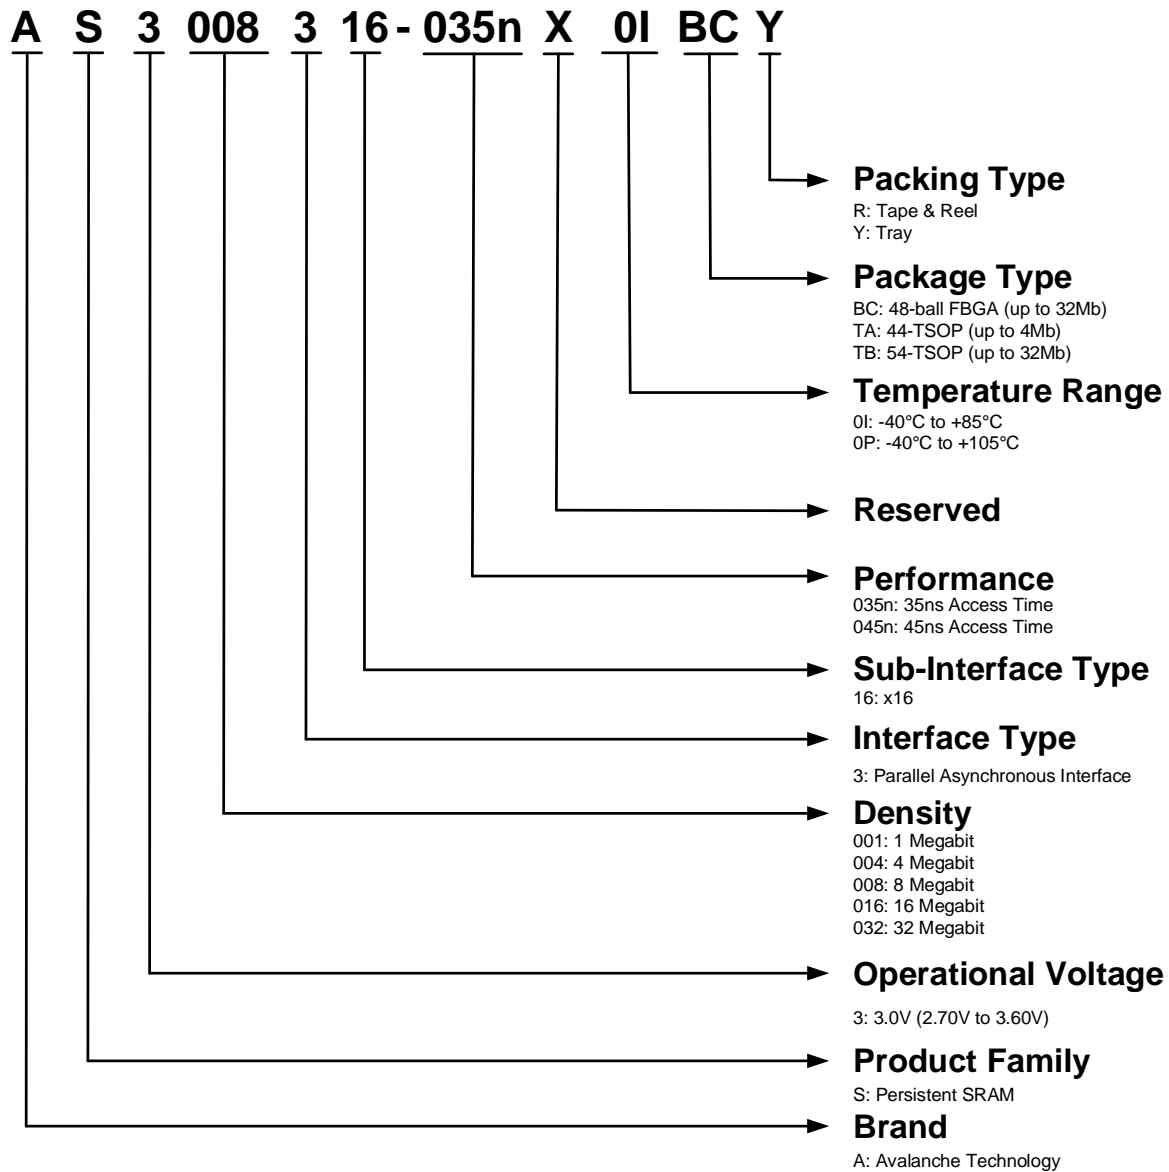 A S 3 008 3 16 - 035n X 0I BC Y
Packing Type
R: Tape & Reel
Y: Tray
Package Type
BC: 48-ball FBGA (up to 32Mb)
TA: 44-TSOP (up to 4Mb)
TB: 54-TSOP (up to 32Mb)
Temperature Range
0I: -40°C to +85°C
0P: -40°C to +105°C
Reserved
Performance
035n: 35ns Access Time
045n: 45ns Access Time
Sub-Interface Type
16: x16
Interface Type
3: Parallel Asynchronous Interface
Density
001: 1 Megabit
004: 4 Megabit
008: 8 Megabit
016: 16 Megabit
032: 32 Megabit
Operational Voltage
3: 3.0V (2.70V to 3.60V)
Product Family
S: Persistent SRAM
Brand
A: Avalanche Technology